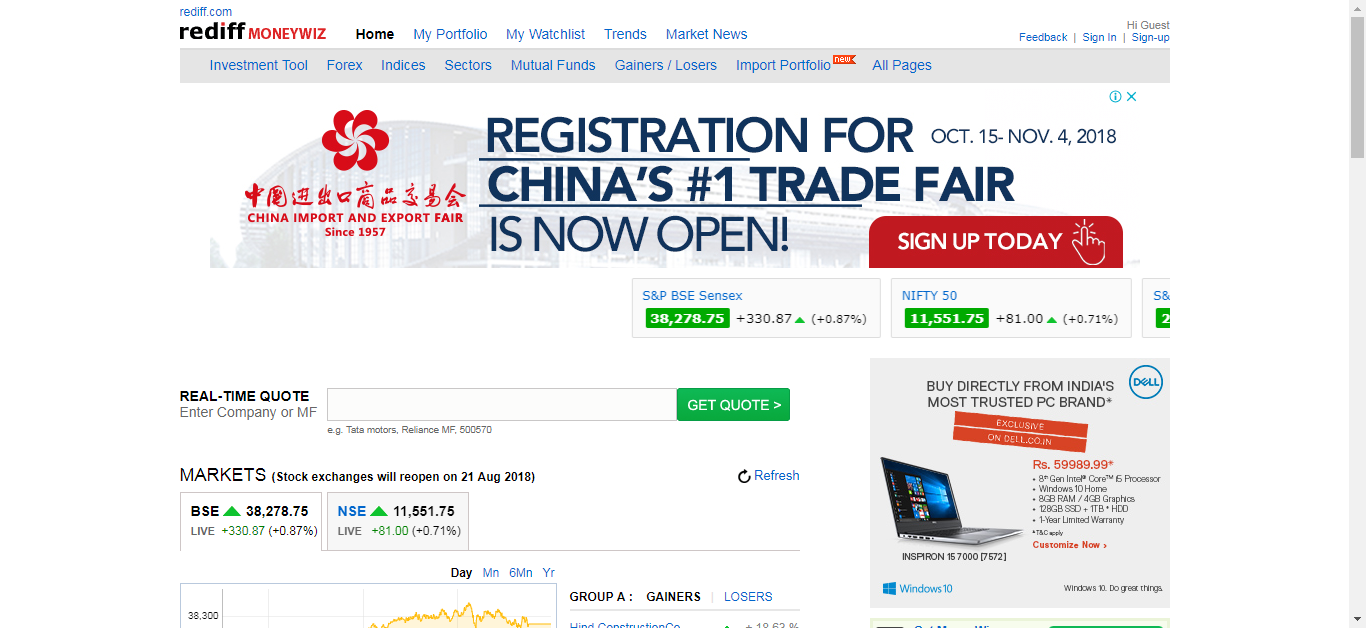 rediff.com
rediff MONEYWIZ
Home My Portfolio My Watchlist Trends Market News
Hi Guest
Feedback | Sign In | Sign-up
Investment Tool Forex Indices Sectors Mutual Funds Gainers / Losers Import Portfolio new All Pages
中国进出口商品交易会
CHINA IMPORT AND EXPORT FAIR
Since 1957
REGISTRATION FOR
CHINA'S #1 TRADE FAIR
IS NOW OPEN!
OCT. 15- NOV. 4, 2018
SIGN UP TODAY
S&P BSE Sensex
38,278.75 +330.87 (+0.87%)
NIFTY 50
11,551.75 +81.00 (+0.71%)
S&
2
REAL-TIME QUOTE
Enter Company or MF
GET QUOTE >
e.g. Tata motors, Reliance MF, 500570
MARKETS (Stock exchanges will reopen on 21 Aug 2018)
Refresh
BSE 38,278.75
LIVE +330.87 (+0.87%)
NSE 11,551.75
LIVE +81.00 (+0.71%)
Day Mn 6Mn Yr
38,300
GROUP A : GAINERS | LOSERS
Hind ConstructionCo + 18.63 %
DELL
BUY DIRECTLY FROM INDIA'S
MOST TRUSTED PC BRAND*
EXCLUSIVE
ON DELL.CO.IN
Rs. 59989.99*
• 8th Gen Intel® Core™ i5 Processor
• Windows 10 Home
• 8GB RAM / 4GB Graphics
• 128GB SSD + 1TB * HDD
• 1-Year Limited Warranty
*T&C apply
Customize Now ›
INSPIRON 15 7000 [7572]
Windows 10
Windows 10. Do great things.